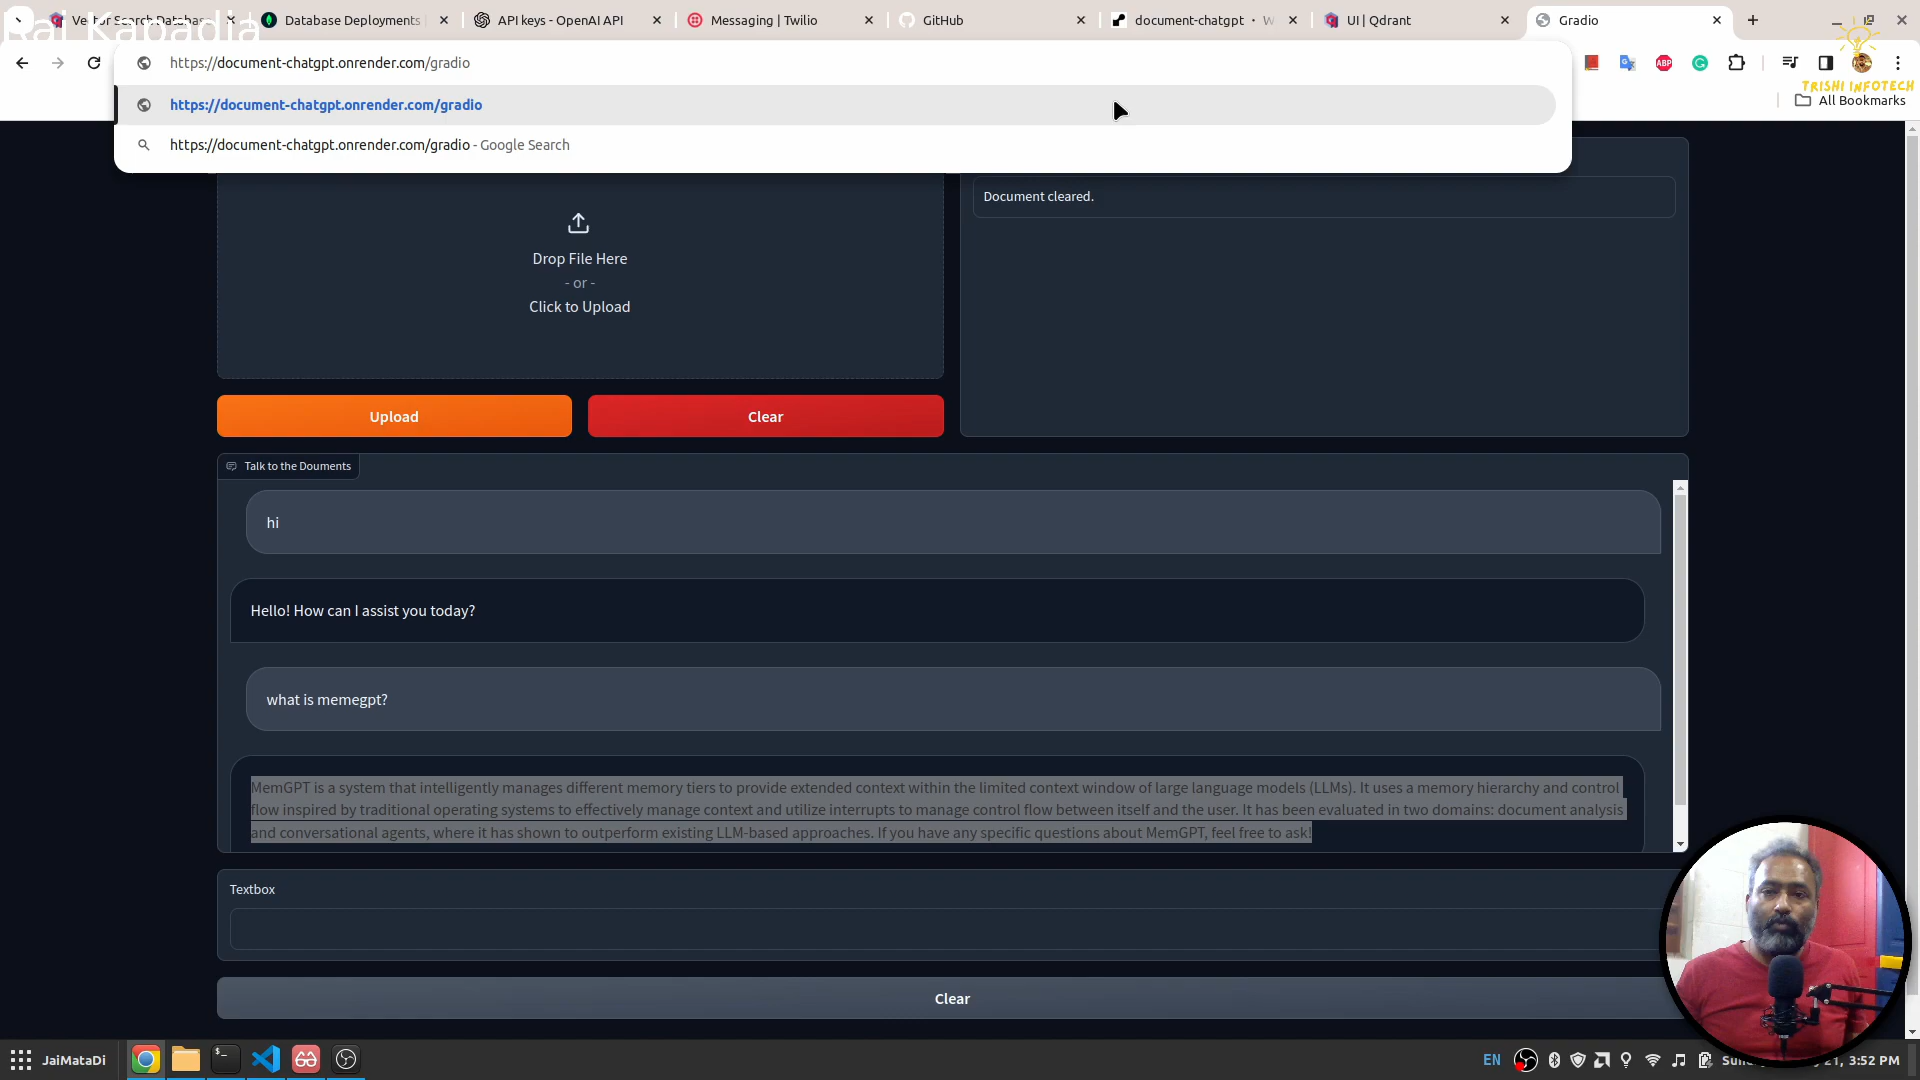 Raj Kapadia
Vector Search Database
Database Deployments
API keys - OpenAI API
Messaging | Twilio
GitHub
document-chatgpt
UI | Qdrant
Gradio
https://document-chatgpt.onrender.com/gradio
ABP
TRISHI INFOTECH
https://document-chatgpt.onrender.com/gradio
All Bookmarks
https://document-chatgpt.onrender.com/gradio - Google Search
Document cleared.
Drop File Here
- or -
Click to Upload
Upload
Clear
Talk to the Douments
hi
Hello! How can I assist you today?
what is memegpt?
MemGPT is a system that intelligently manages different memory tiers to provide extended context within the limited context window of large language models (LLMs). It uses a memory hierarchy and control
flow inspired by traditional operating systems to effectively manage context and utilize interrupts to manage control flow between itself and the user. It has been evaluated in two domains: document analysis
and conversational agents, where it has shown to outperform existing LLM-based approaches. If you have any specific questions about MemGPT, feel free to ask!
Textbox
Clear
JaiMataDi
EN
21, 3:52 PM